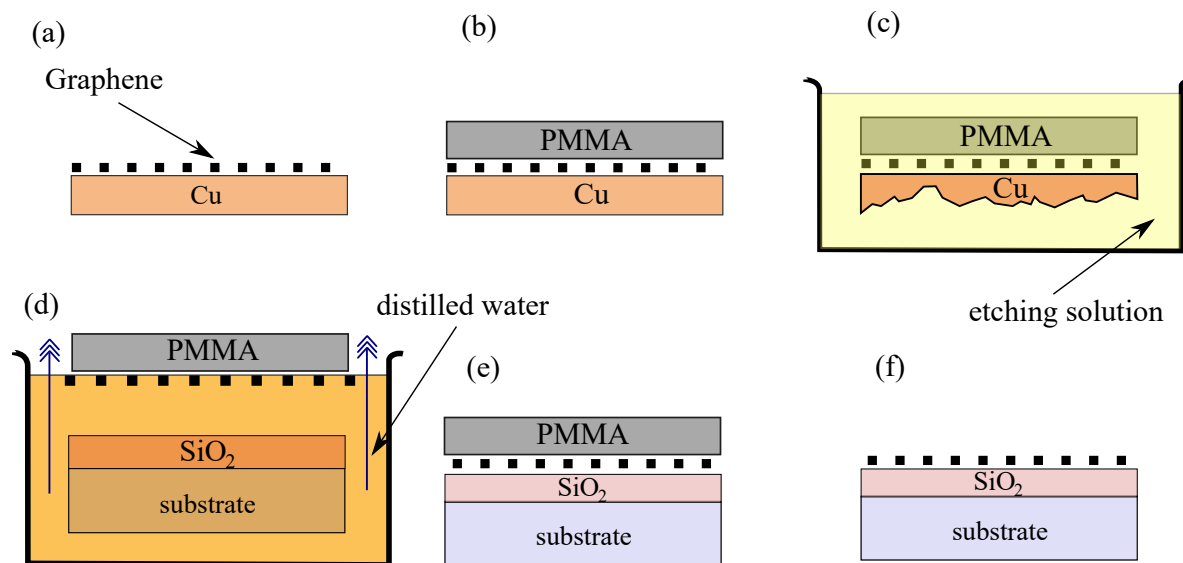 (a)
Graphene
Cu
(b)
PMMA
Cu
(c)
PMMA
Cu
etching solution
(d)
distilled water
PMMA
SiO₂
substrate
(e)
PMMA
SiO₂
substrate
(f)
SiO₂
substrate